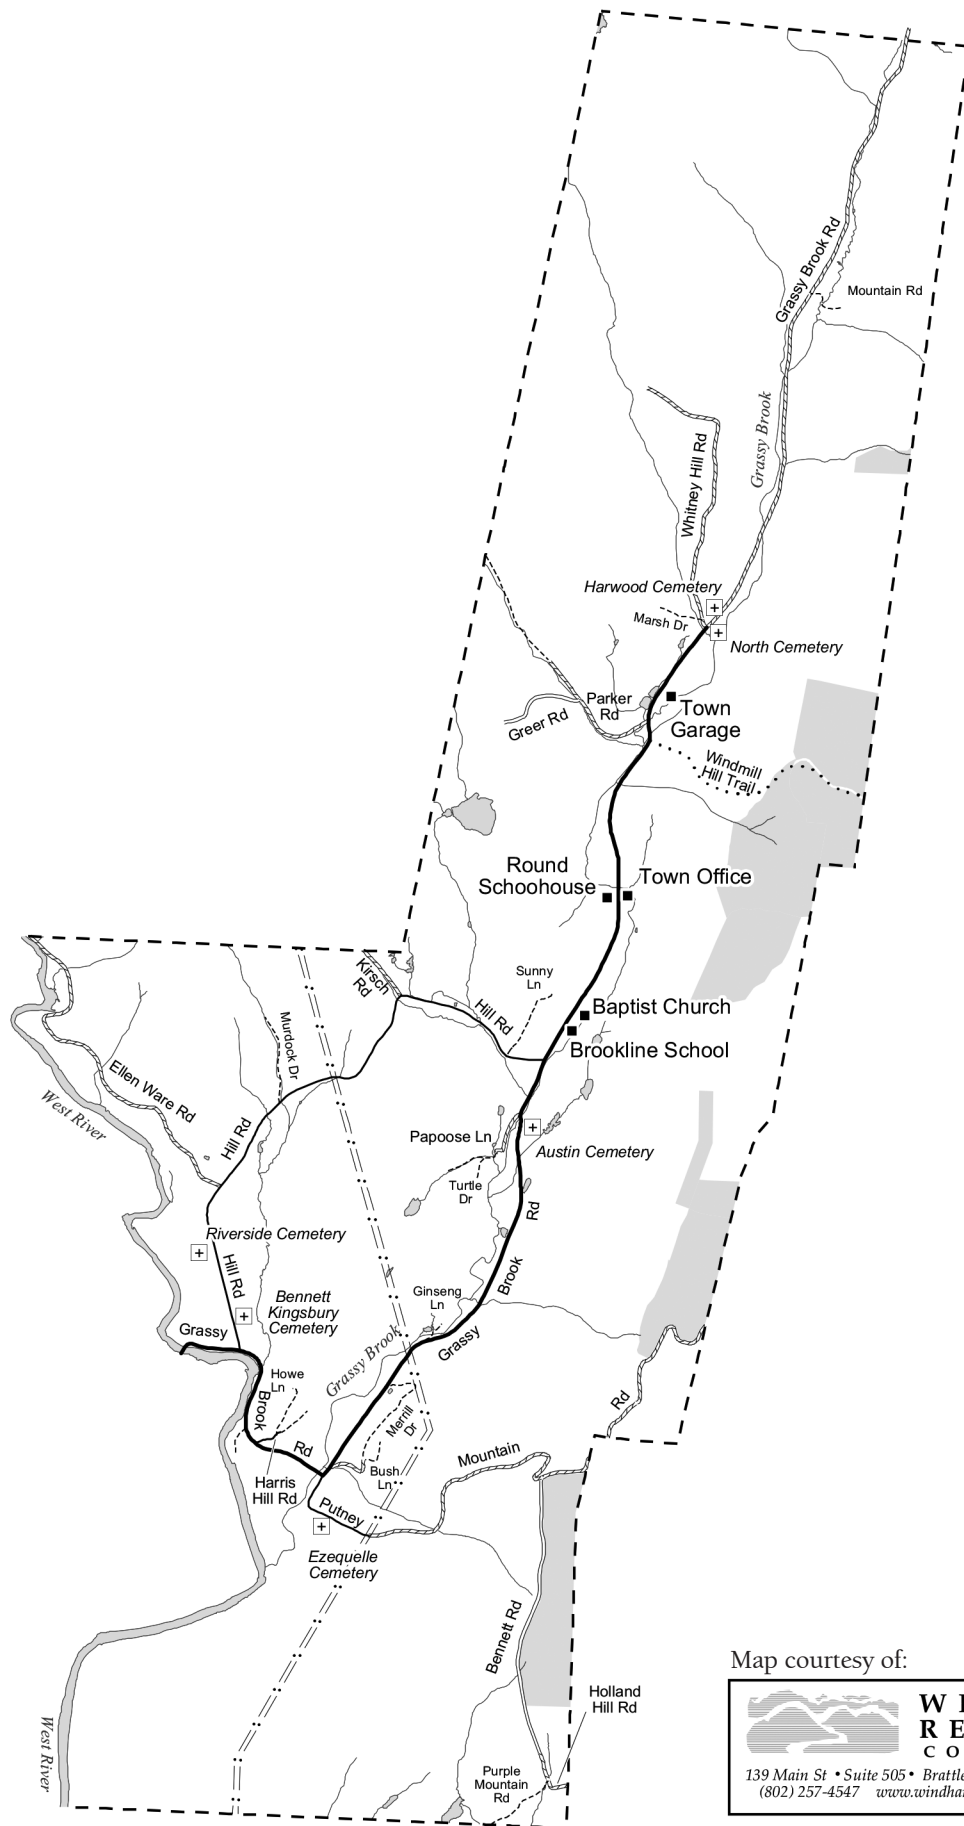 Grassy Brook Rd
Mountain Rd
Grassy Brook
Whitney Hill Rd
Harwood Cemetery
Marsh Dr
North Cemetery
Parker
Rd
Greer Rd
Town
Garage
Windmill
Hill Trail
Round
Schoohouse
Town Office
Kirsch
Rd
Sunny
Ln
Hill Rd
Baptist Church
Brookline School
Murdock Dr
Ellen Ware Rd
West River
Hill Rd
Papoose Ln
Austin Cemetery
Turtle
Dr
Rd
Riverside Cemetery
Hill Rd
Brook
Bennett
Kingsbury
Cemetery
Ginseng
Ln
Grassy
Grassy
Grassy Brook
Howe
Ln
Brook
Merrill
Dr
Rd
Rd
Mountain
Bush
Ln
Harris
Hill Rd
Putney
Ezequelle
Cemetery
Bennett Rd
Holland
Hill Rd
West River
Purple
Mountain
Rd
Map courtesy of:
139 Main St • Suite 505 • Brattle
(802) 257-4547 www.windha